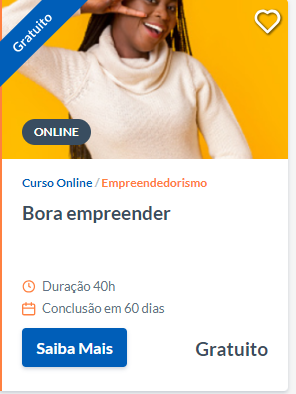 Gratuito
ONLINE
Curso Online / Empreendedorismo
Bora empreender
Duração 40h
Conclusão em 60 dias
Saiba Mais
Gratuito